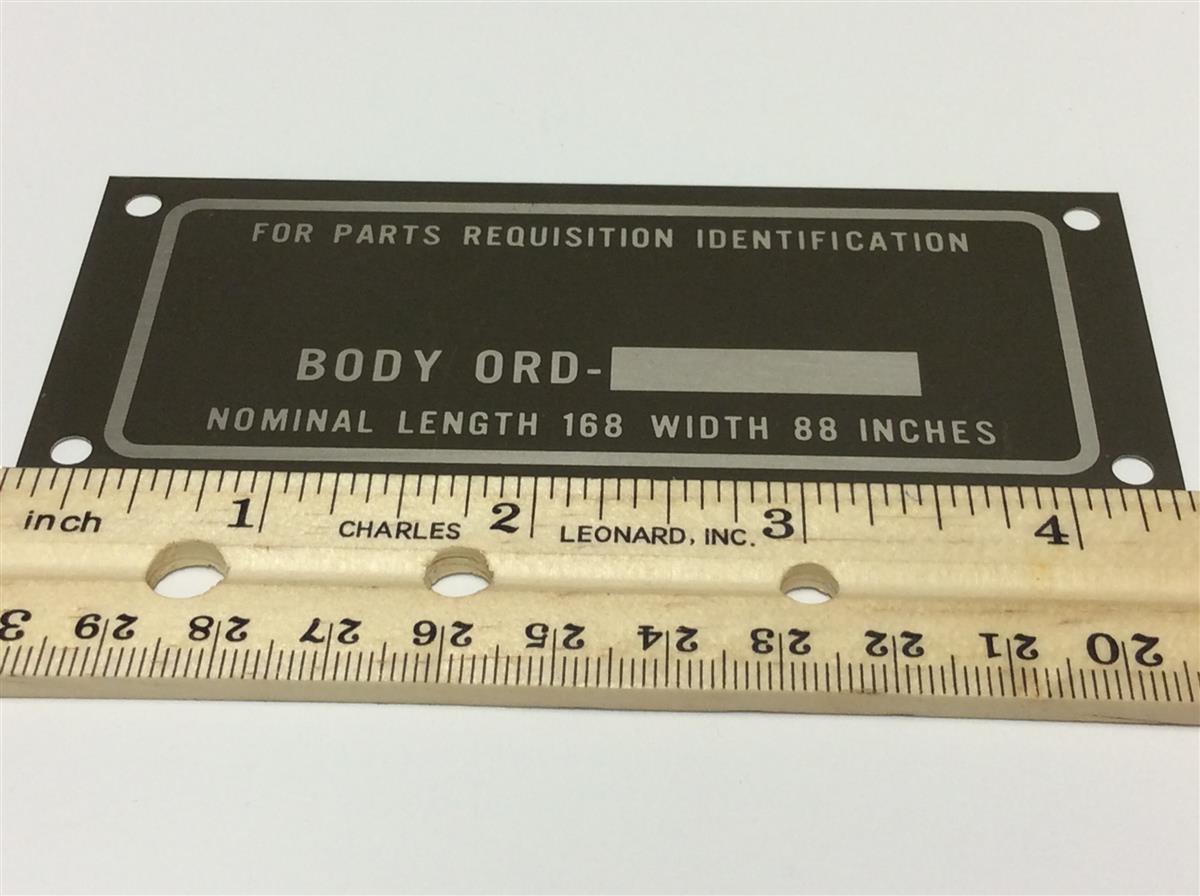 FOR PARTS REQUISITION IDENTIFICATION
BODY ORD-
NOMINAL LENGTH 168 WIDTH 88 INCHES
inch 1 CHARLES 2 LEONARD, INC. 3 4
3 29 28 27 26 25 24 23 22 21 20